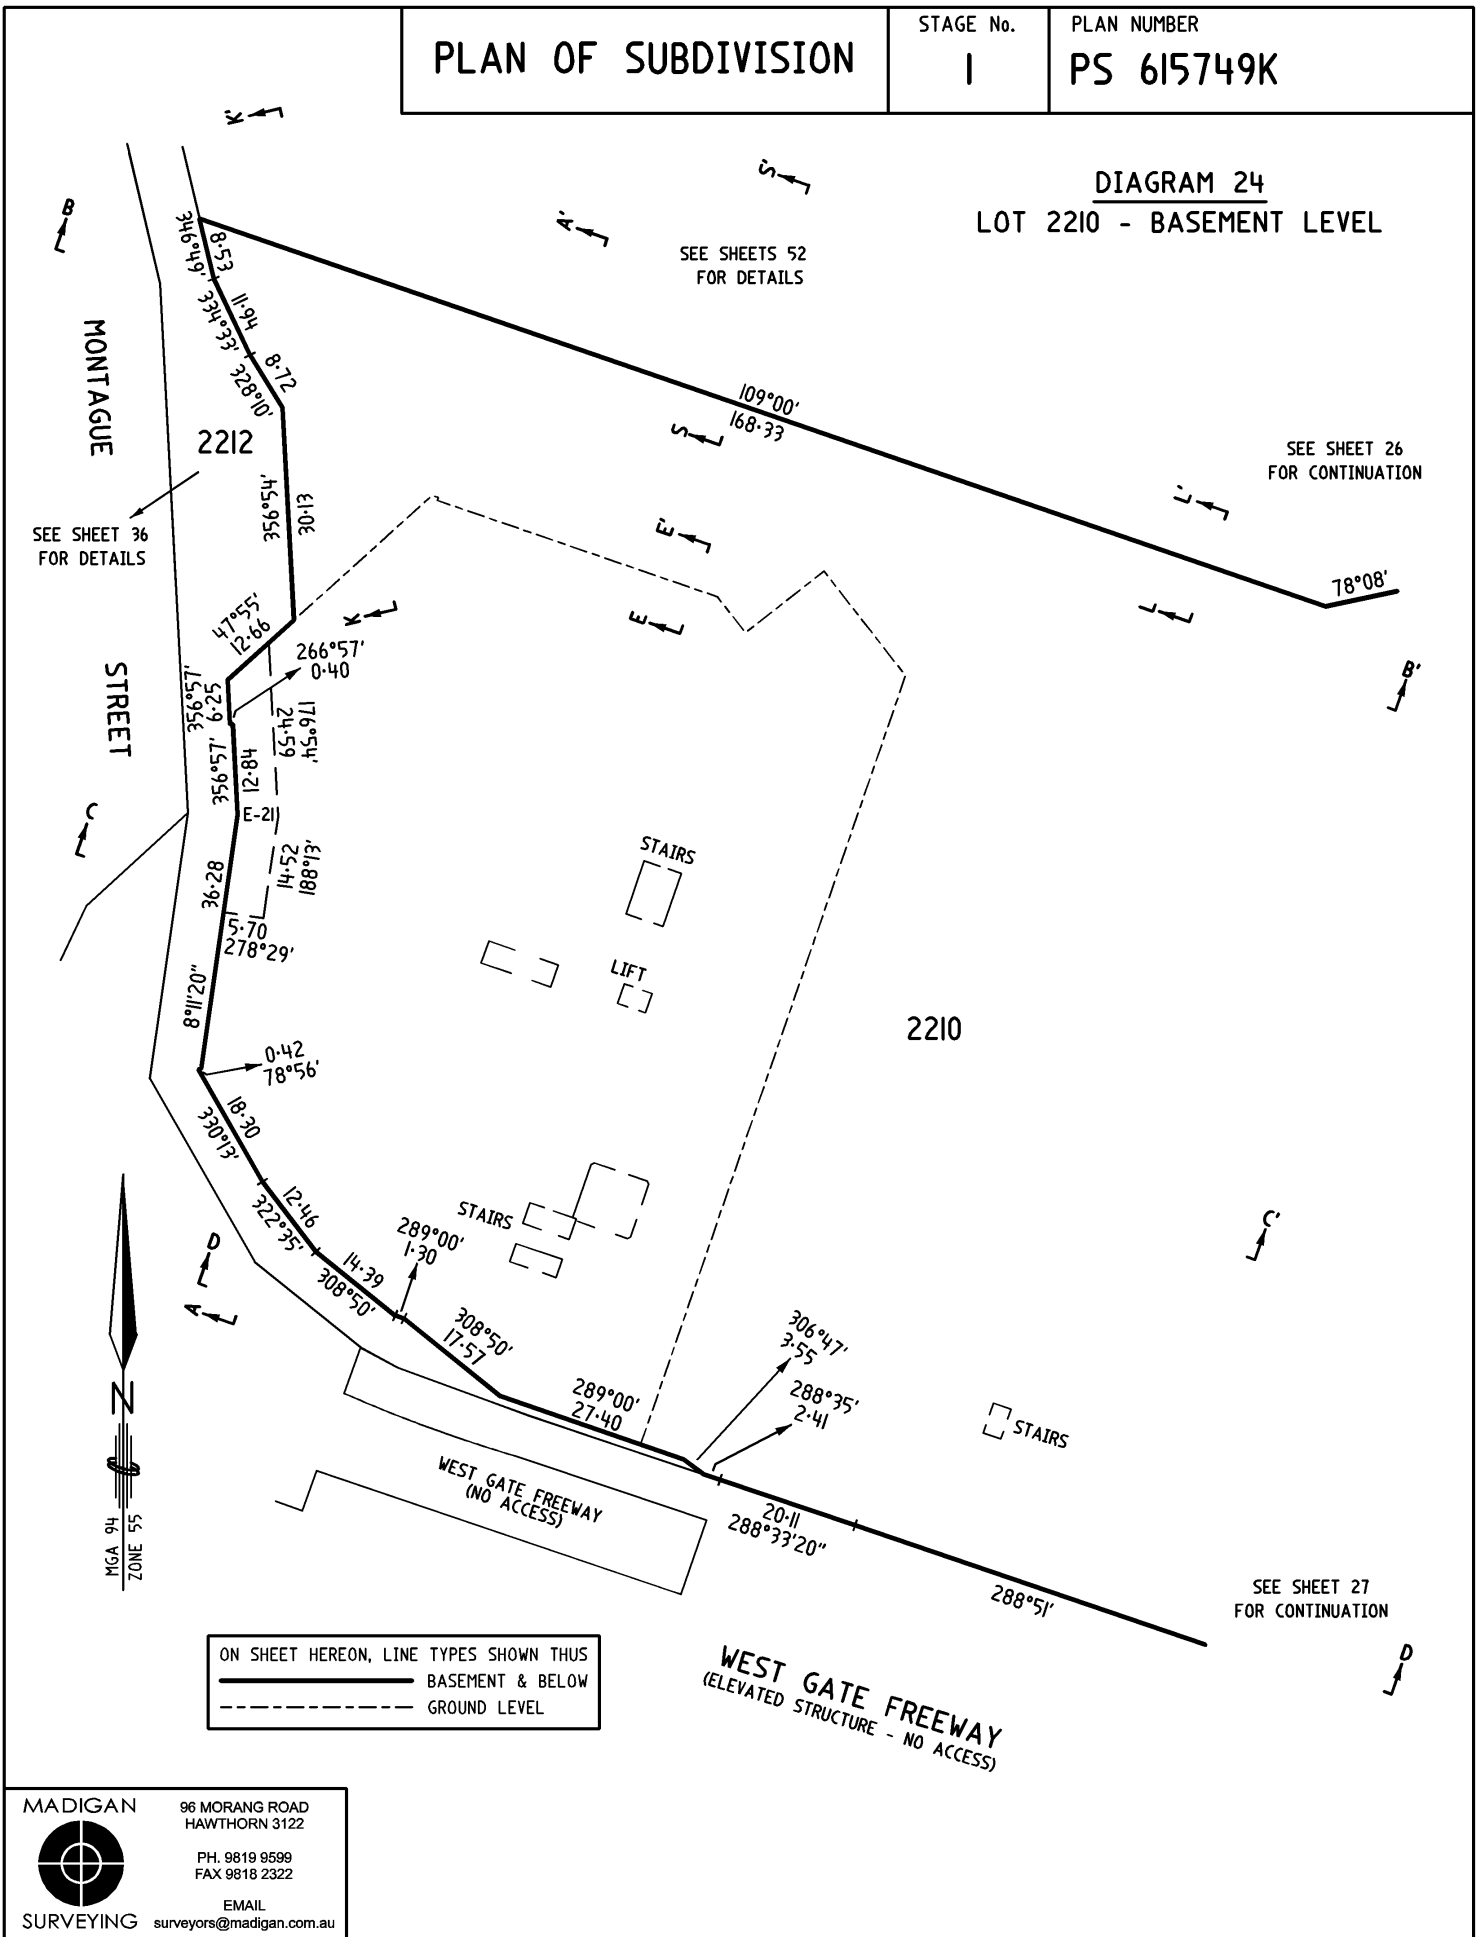 PLAN OF SUBDIVISION
STAGE No.
1
PLAN NUMBER
PS 615749K
DIAGRAM 24
LOT 2210 - BASEMENT LEVEL
K'
S'
A'
B
SEE SHEETS 52
FOR DETAILS
346°49'
8·53
334°33'
11·94
328°10'
8·72
MONTAGUE
STREET
2212
SEE SHEET 36
FOR DETAILS
356°54'
31·03
109°00'
168·33
S
E'
E
K
L'
L
SEE SHEET 26
FOR CONTINUATION
78°08'
B'
47°55'
12·66
266°57'
0·40
356°57'
6·25
176°54'
24·59
356°57'
12·84
E-21
C
14·52
188°13'
36·28
5·70
278°29'
8°11'20"
STAIRS
LIFT
2210
0·42
78°56'
18·30
330°13'
12·46
322°35'
14·39
308°50'
STAIRS
289°00'
1·30
D
A
C'
308°50'
17·57
306°47'
3·55
289°00'
27·40
288°35'
2·41
STAIRS
N
MGA 94
ZONE 55
WEST GATE FREEWAY
(NO ACCESS)
20·11
288°33'20"
288°51'
SEE SHEET 27
FOR CONTINUATION
D
WEST GATE FREEWAY
(ELEVATED STRUCTURE - NO ACCESS)
ON SHEET HEREON, LINE TYPES SHOWN THUS
BASEMENT & BELOW
GROUND LEVEL
MADIGAN
SURVEYING
96 MORANG ROAD
HAWTHORN 3122
PH. 9819 9599
FAX 9818 2322
EMAIL
surveyors@madigan.com.au